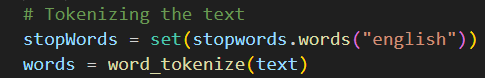 # Tokenizing the text
stopWords = set(stopwords.words("english"))
words = word_tokenize(text)